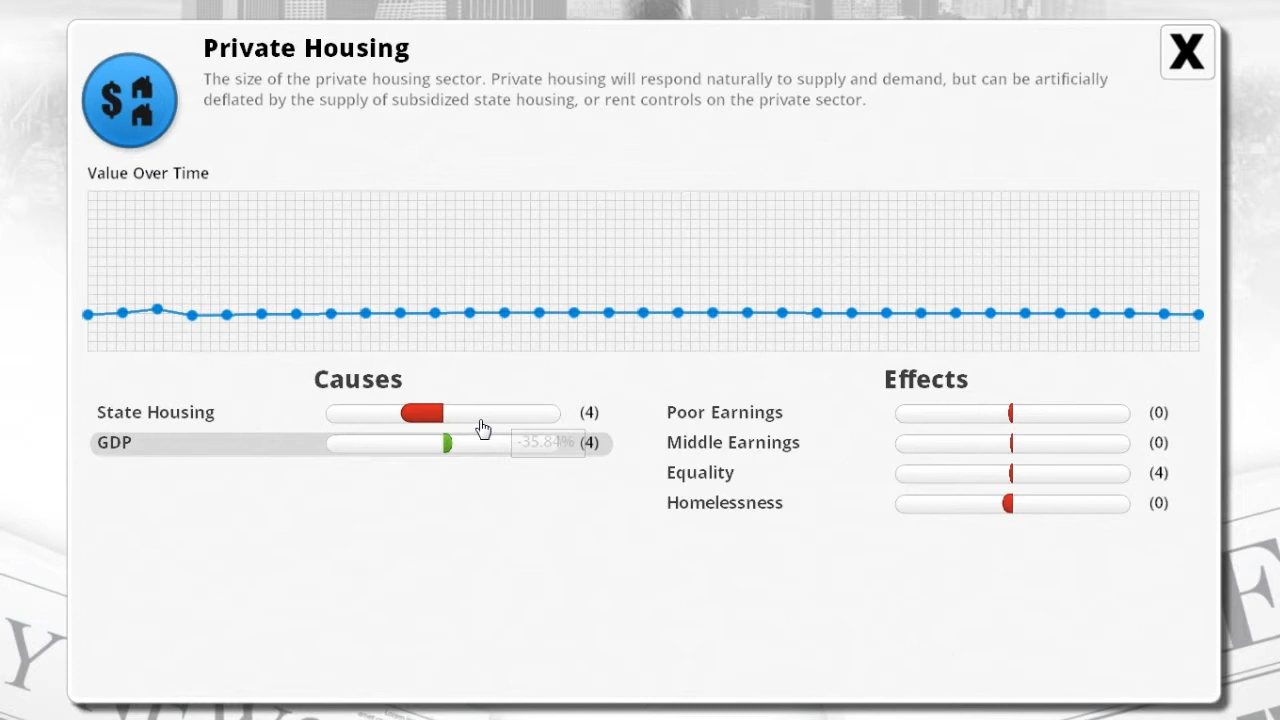 Private Housing
X
The size of the private housing sector. Private housing will respond naturally to supply and demand, but can be artificially
deflated by the supply of subsidized state housing, or rent controls on the private sector.
Value Over Time
Causes
State Housing (4)
GDP -35.84% (4)
Effects
Poor Earnings (0)
Middle Earnings (0)
Equality (4)
Homelessness (0)